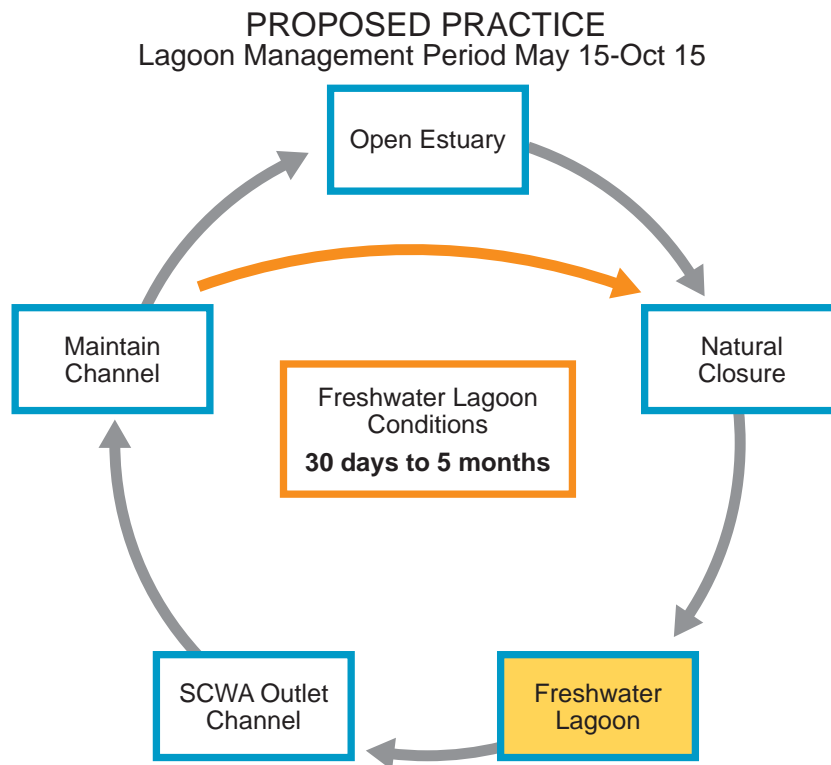 PROPOSED PRACTICE
Lagoon Management Period May 15-Oct 15
Open Estuary
Maintain
Channel
Natural
Closure
Freshwater Lagoon
Conditions
30 days to 5 months
SCWA Outlet
Channel
Freshwater
Lagoon